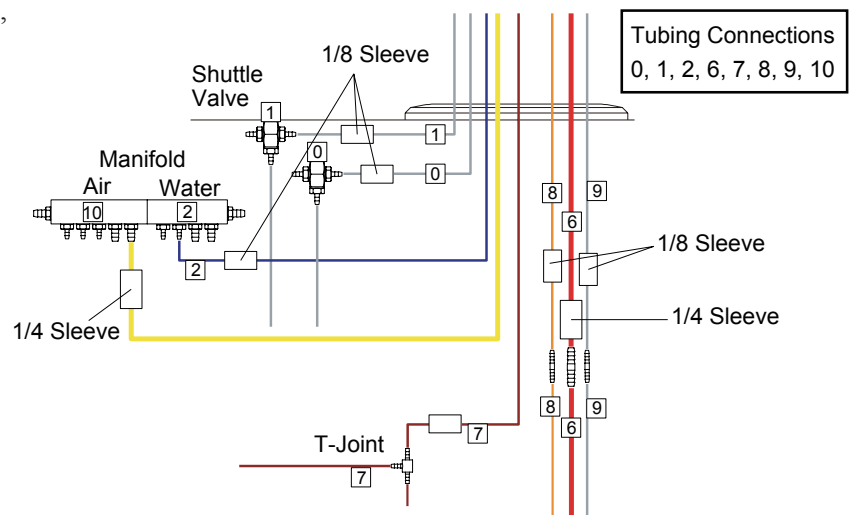 ,
1/8 Sleeve
Tubing Connections
0, 1, 2, 6, 7, 8, 9, 10
Shuttle
Valve
1
1
0
0
Manifold
Air
Water
10
2
2
8
9
6
1/8 Sleeve
1/4 Sleeve
1/4 Sleeve
8
9
6
7
T-Joint
7